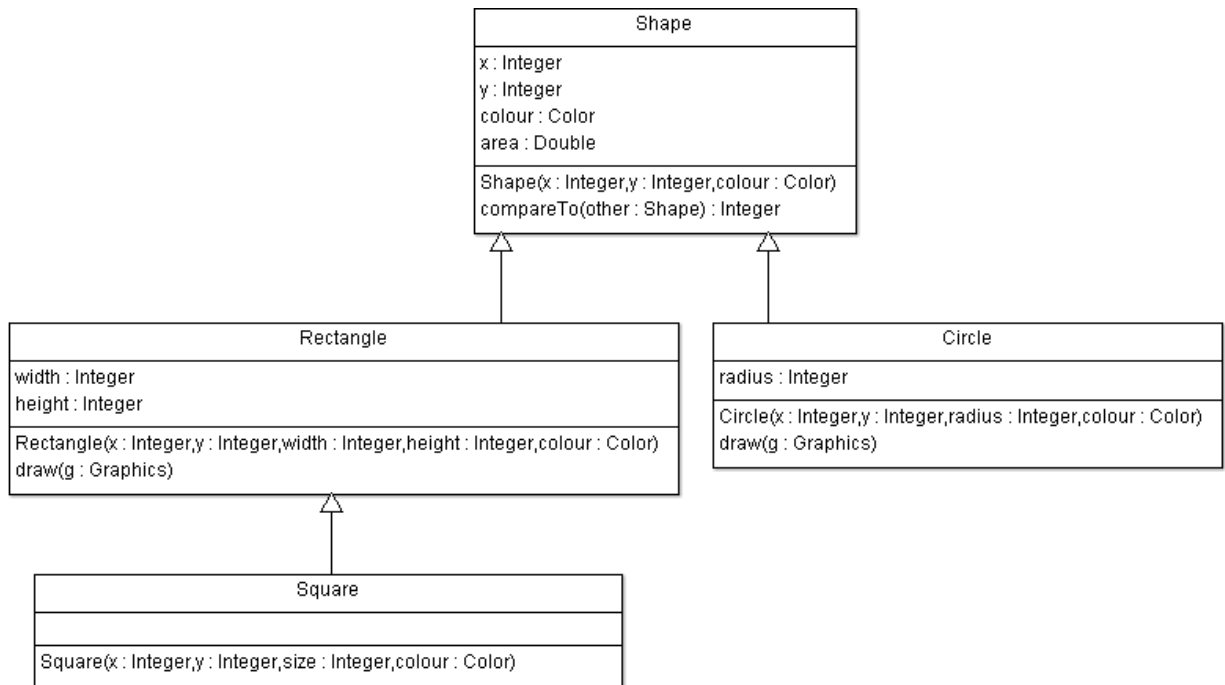 Shape
x : Integer
y : Integer
colour : Color
area : Double
Shape(x : Integer,y : Integer,colour : Color)
compareTo(other : Shape) : Integer
Rectangle
width : Integer
height : Integer
Rectangle(x : Integer,y : Integer,width : Integer,height : Integer,colour : Color)
draw(g : Graphics)
Circle
radius : Integer
Circle(x : Integer,y : Integer,radius : Integer,colour : Color)
draw(g : Graphics)
Square
Square(x : Integer,y : Integer,size : Integer,colour : Color)